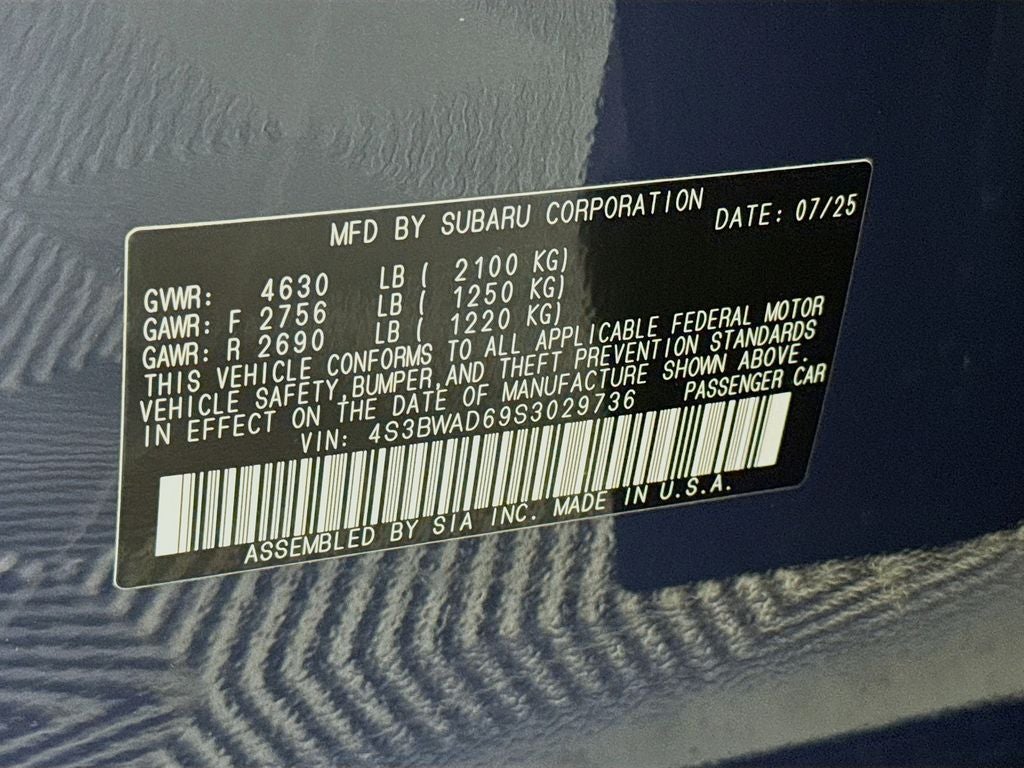 MFD BY SUBARU CORPORATION DATE: 07/25
GVWR: 4630 LB ( 2100 KG)
GAWR: F 2756 LB ( 1250 KG)
GAWR: R 2690 LB ( 1220 KG)
THIS VEHICLE CONFORMS TO ALL APPLICABLE FEDERAL MOTOR
VEHICLE SAFETY,BUMPER,AND THEFT PREVENTION STANDARDS
IN EFFECT ON THE DATE OF MANUFACTURE SHOWN ABOVE.
VIN: 4S3BWAD69S3029736 PASSENGER CAR
ASSEMBLED BY SIA INC. MADE IN U.S.A.